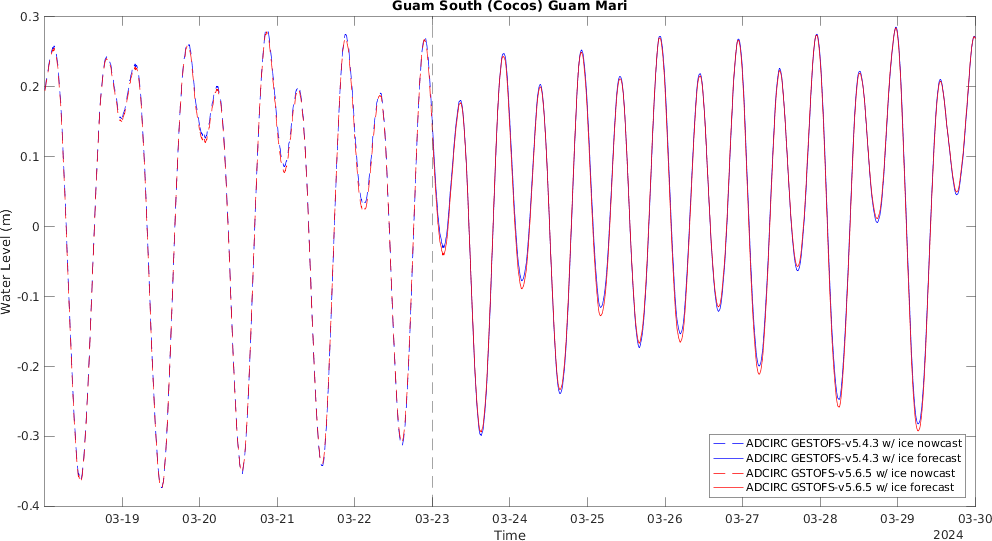 Guam South (Cocos) Guam Mari
0.3
0.2
0.1
0
-0.1
-0.2
-0.3
-0.4
Water Level (m)
ADCIRC GESTOFS-v5.4.3 w/ ice nowcast
ADCIRC GESTOFS-v5.4.3 w/ ice forecast
ADCIRC GSTOFS-v5.6.5 w/ ice nowcast
ADCIRC GSTOFS-v5.6.5 w/ ice forecast
03-19 03-20 03-21 03-22 03-23 03-24 03-25 03-26 03-27 03-28 03-29 03-30
Time
2024